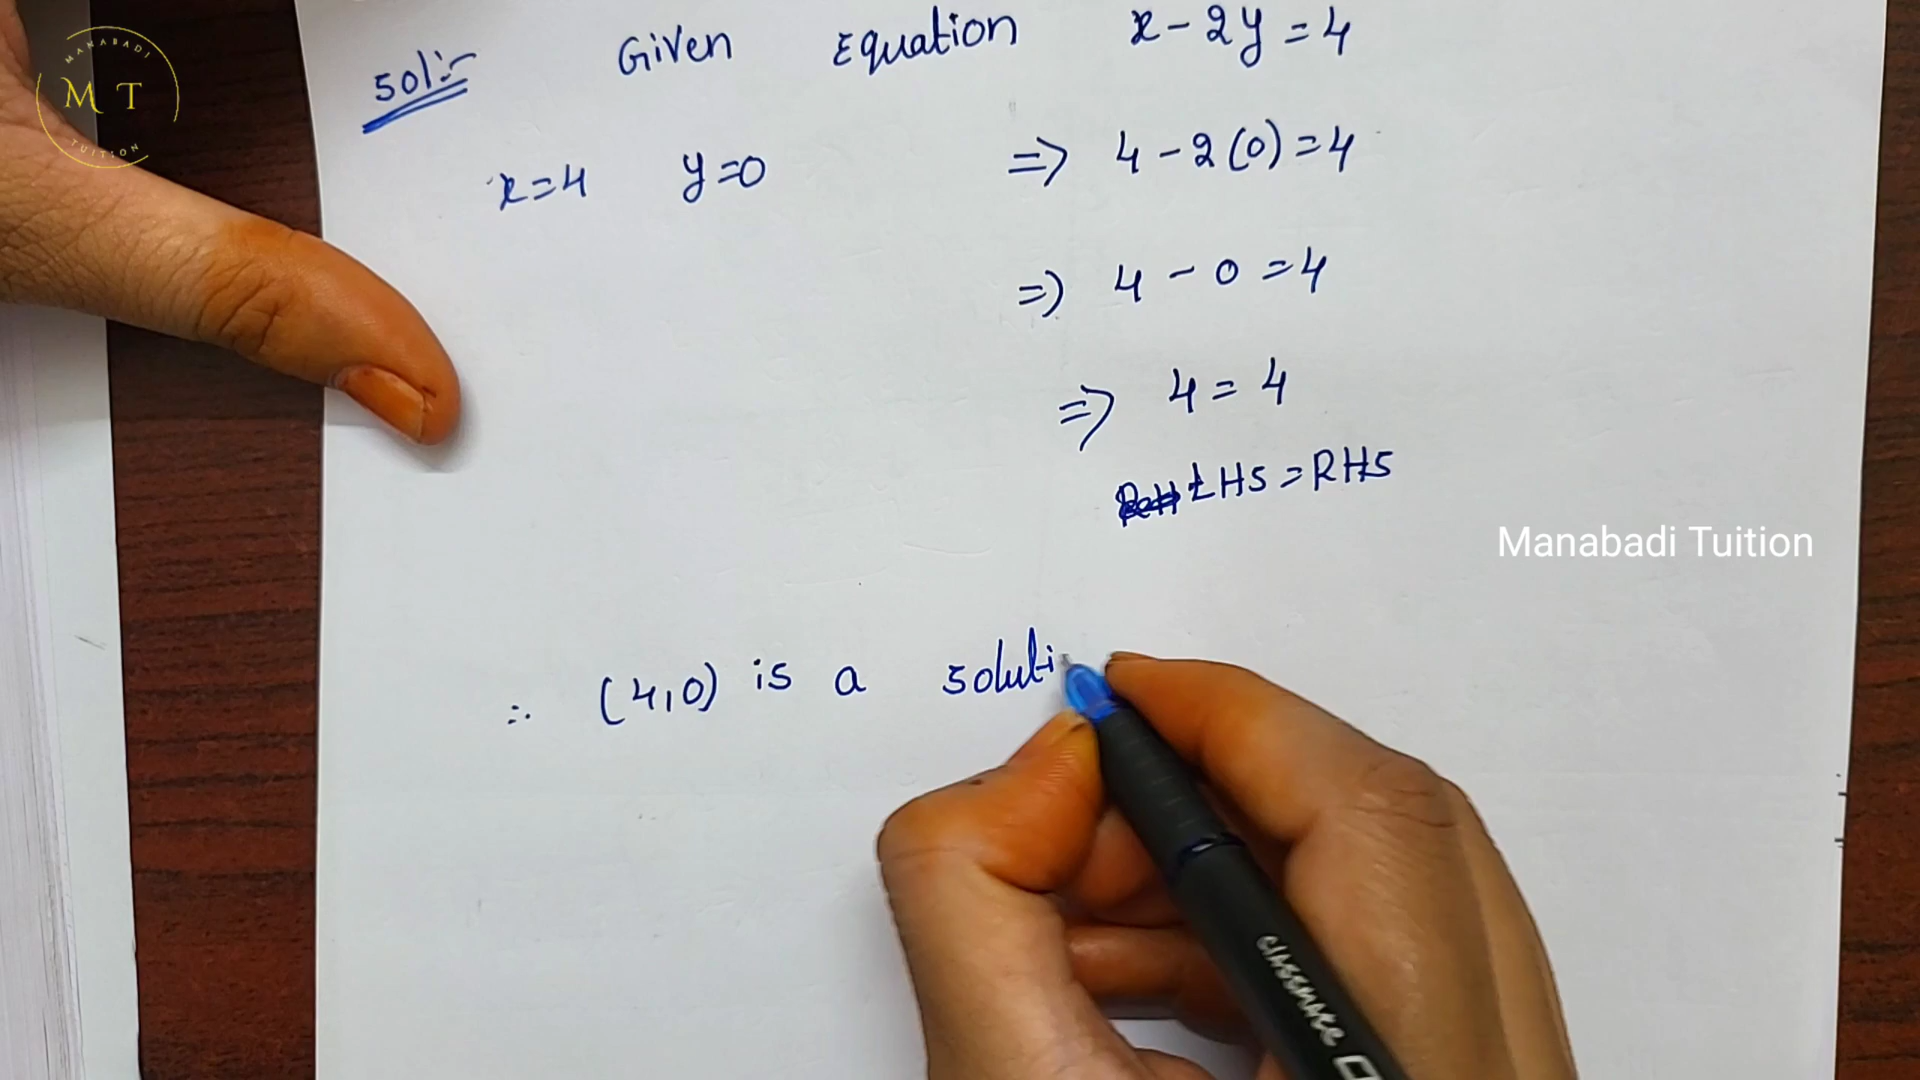 MANABADI
M T
TUITION
Sol:- Given Equation x - 2y = 4
x = 4 y = 0 => 4 - 2(0) = 4
=> 4 - 0 = 4
=> 4 = 4
LHS = RHS
Manabadi Tuition
∴ (4,0) is a soluti
classmate